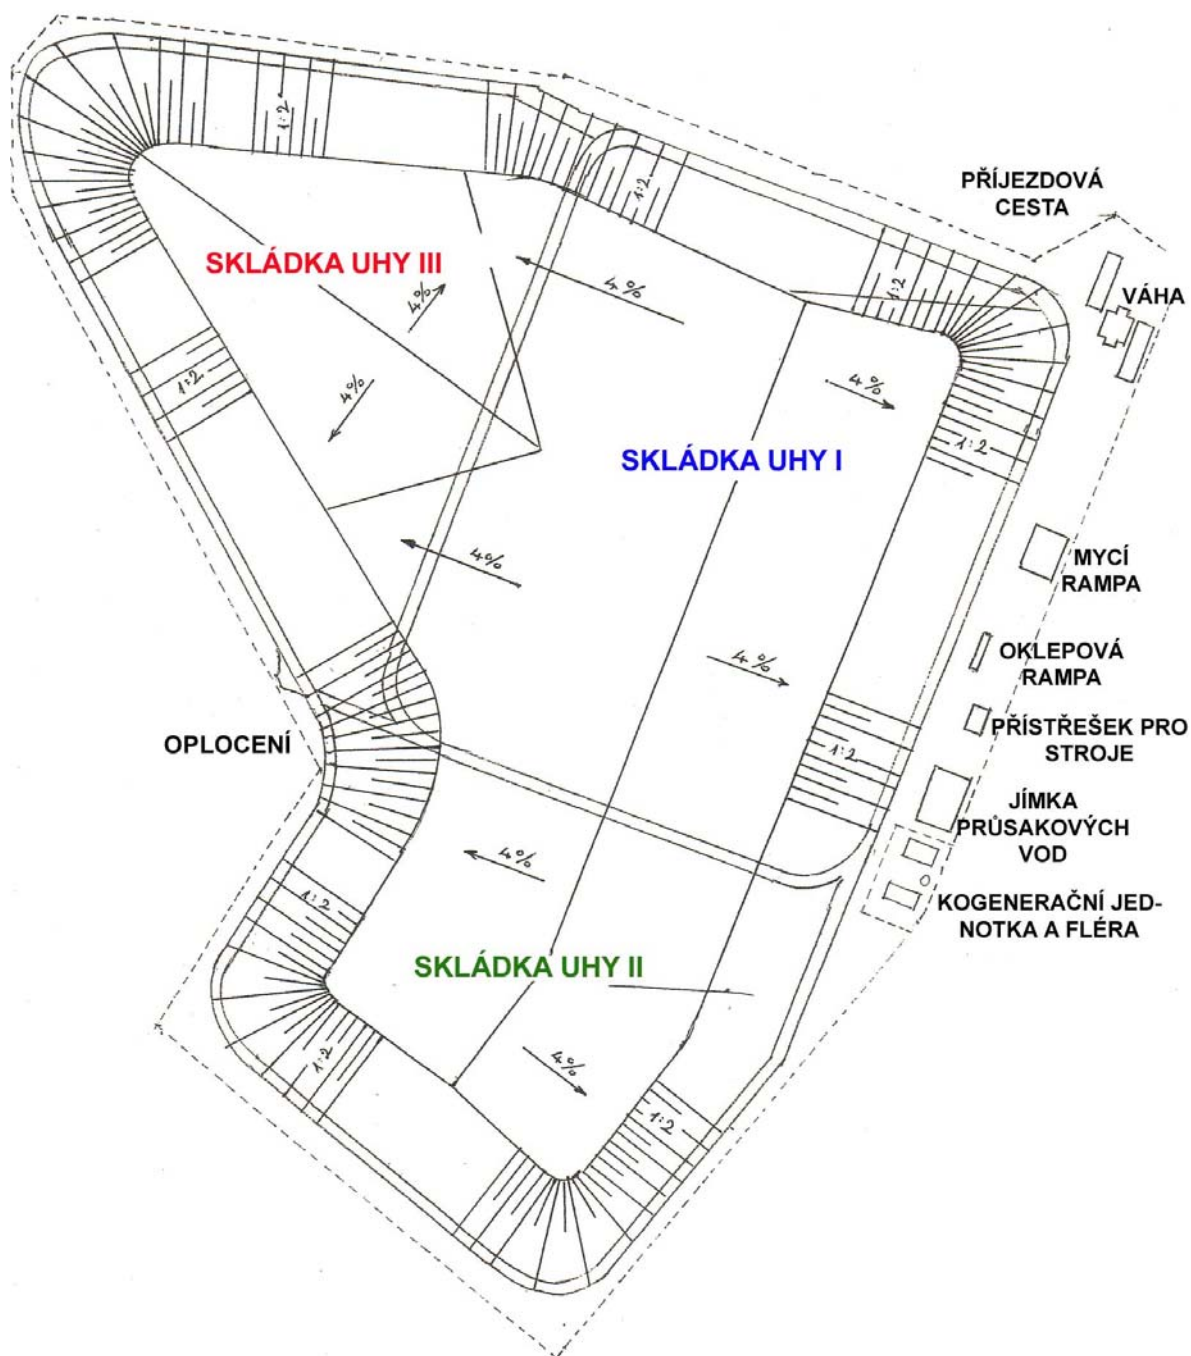 1:2
1:2
PŘÍJEZDOVÁ
CESTA
SKLÁDKA UHY III
4%
4%
1:2
VÁHA
4%
1:2
4%
4%
1:2
SKLÁDKA UHY I
4%
MYCÍ
RAMPA
4%
OKLEPOVÁ
RAMPA
OPLOCENÍ
PŘÍSTŘEŠEK PRO
STROJE
1:2
JÍMKA
PRŮSAKOVÝCH
VOD
4%
1:2
KOGENERAČNÍ JED-
NOTKA A FLÉRA
SKLÁDKA UHY II
1:2
4%
1:2